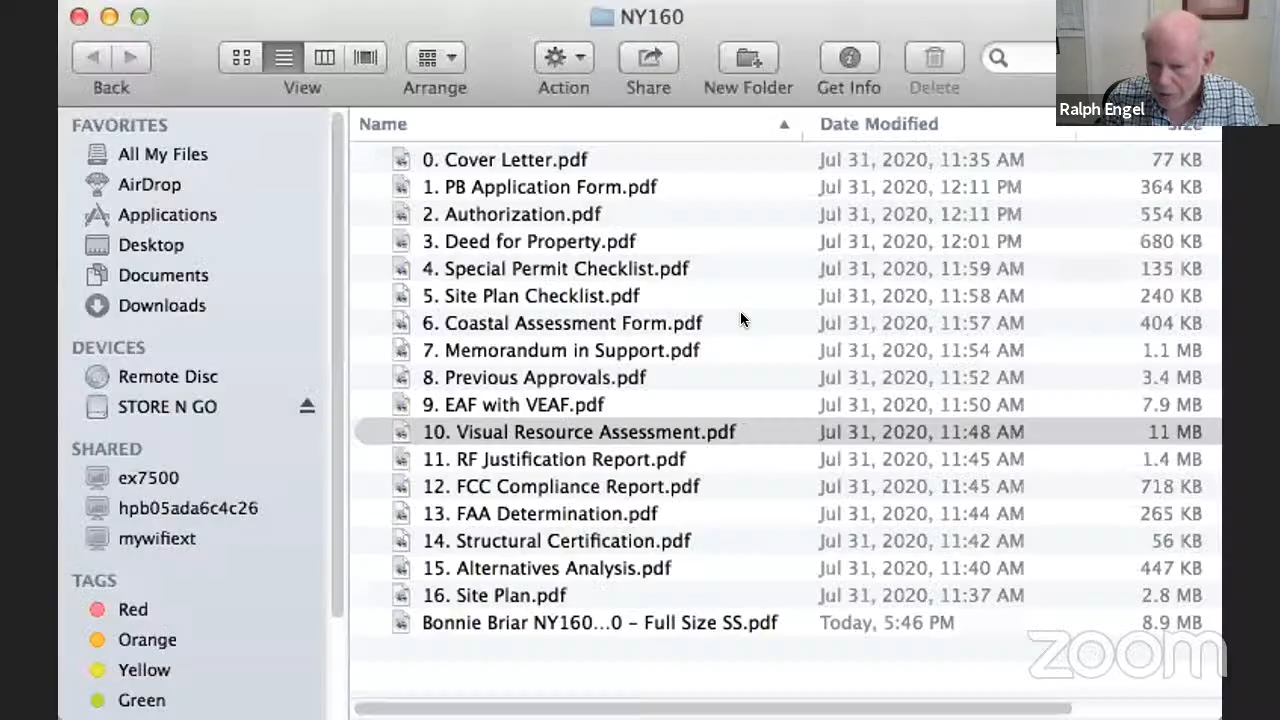 NY160
Back
View
Arrange
Action
Share
New Folder
Get Info
Delete
Ralph Engel
FAVORITES
All My Files
AirDrop
Applications
Desktop
Documents
Downloads
DEVICES
Remote Disc
STORE N GO
SHARED
ex7500
hpb05ada6c4c26
mywifiext
TAGS
Red
Orange
Yellow
Green
Name Date Modified Size
0. Cover Letter.pdf Jul 31, 2020, 11:35 AM 77 KB
1. PB Application Form.pdf Jul 31, 2020, 12:11 PM 364 KB
2. Authorization.pdf Jul 31, 2020, 12:11 PM 554 KB
3. Deed for Property.pdf Jul 31, 2020, 12:01 PM 680 KB
4. Special Permit Checklist.pdf Jul 31, 2020, 11:59 AM 135 KB
5. Site Plan Checklist.pdf Jul 31, 2020, 11:58 AM 240 KB
6. Coastal Assessment Form.pdf Jul 31, 2020, 11:57 AM 404 KB
7. Memorandum in Support.pdf Jul 31, 2020, 11:54 AM 1.1 MB
8. Previous Approvals.pdf Jul 31, 2020, 11:52 AM 3.4 MB
9. EAF with VEAF.pdf Jul 31, 2020, 11:50 AM 7.9 MB
10. Visual Resource Assessment.pdf Jul 31, 2020, 11:48 AM 11 MB
11. RF Justification Report.pdf Jul 31, 2020, 11:45 AM 1.4 MB
12. FCC Compliance Report.pdf Jul 31, 2020, 11:45 AM 718 KB
13. FAA Determination.pdf Jul 31, 2020, 11:44 AM 265 KB
14. Structural Certification.pdf Jul 31, 2020, 11:42 AM 56 KB
15. Alternatives Analysis.pdf Jul 31, 2020, 11:40 AM 447 KB
16. Site Plan.pdf Jul 31, 2020, 11:37 AM 2.8 MB
Bonnie Briar NY160...0 – Full Size SS.pdf Today, 5:46 PM 8.9 MB
zoom